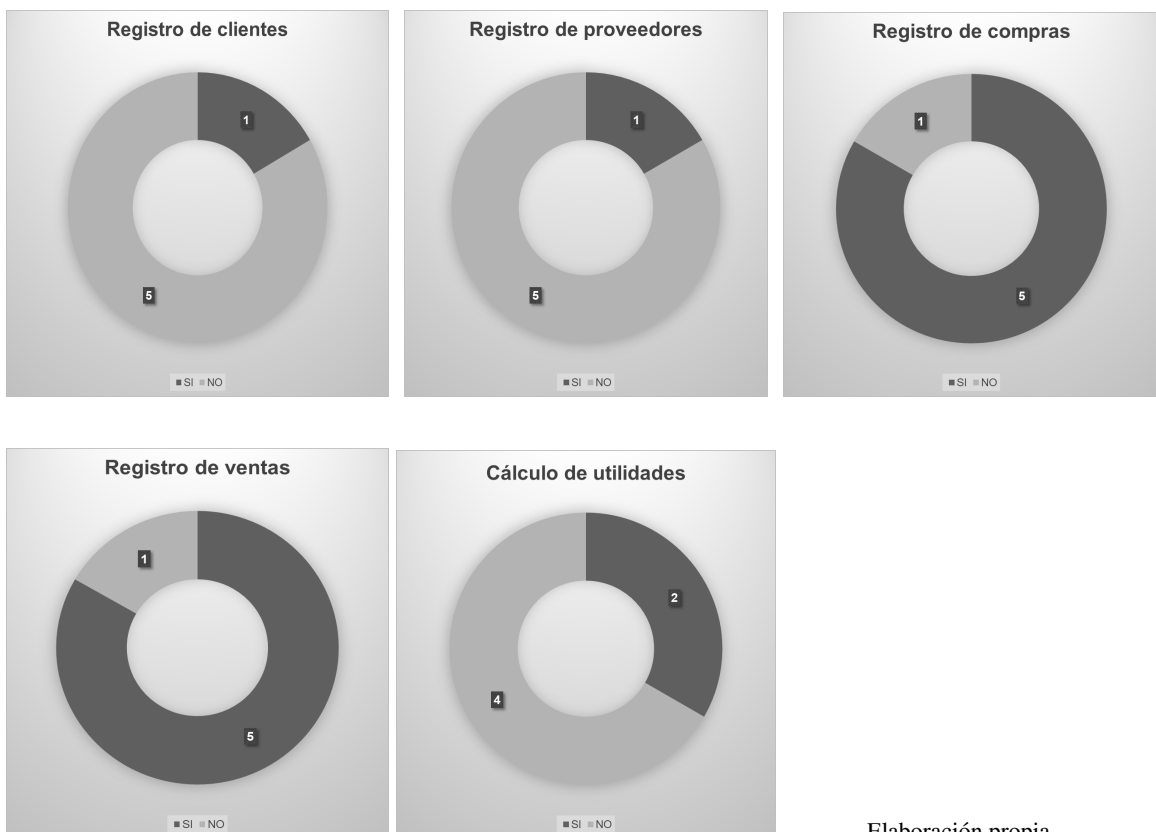 Registro de clientes
1
5
SI NO
Registro de proveedores
1
5
SI NO
Registro de compras
1
5
SI NO
Registro de ventas
1
5
SI NO
Cálculo de utilidades
2
4
SI NO
Elaboración propia